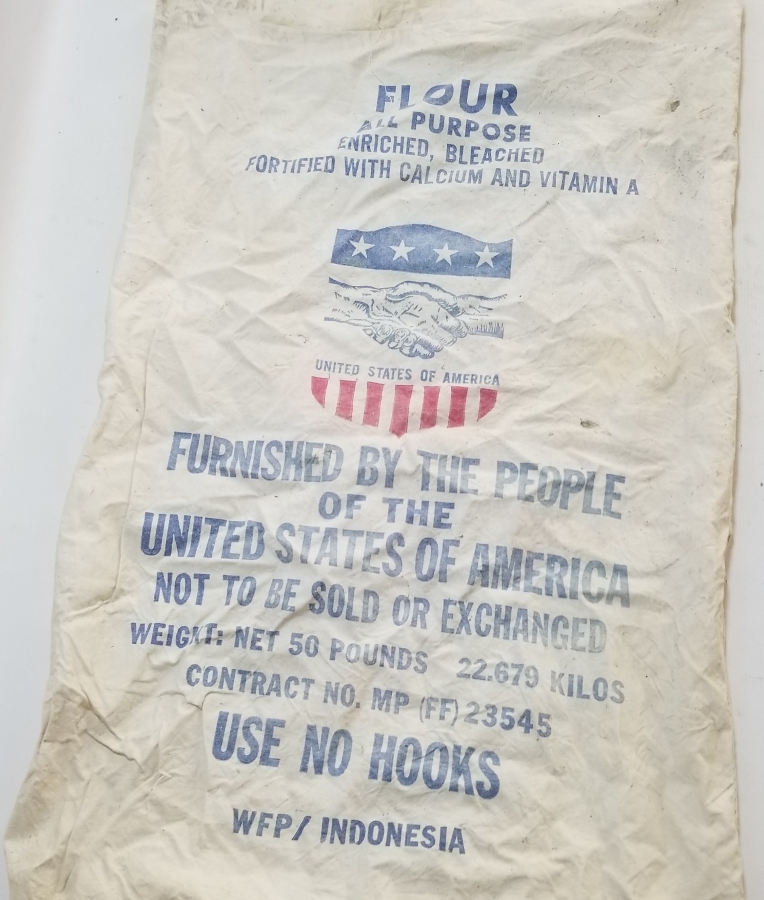 FLOUR
ALL PURPOSE
ENRICHED, BLEACHED
FORTIFIED WITH CALCIUM AND VITAMIN A
UNITED STATES OF AMERICA
FURNISHED BY THE PEOPLE
OF THE
UNITED STATES OF AMERICA
NOT TO BE SOLD OR EXCHANGED
WEIGHT: NET 50 POUNDS 22.679 KILOS
CONTRACT NO. MP (FF) 23545
USE NO HOOKS
WFP/ INDONESIA